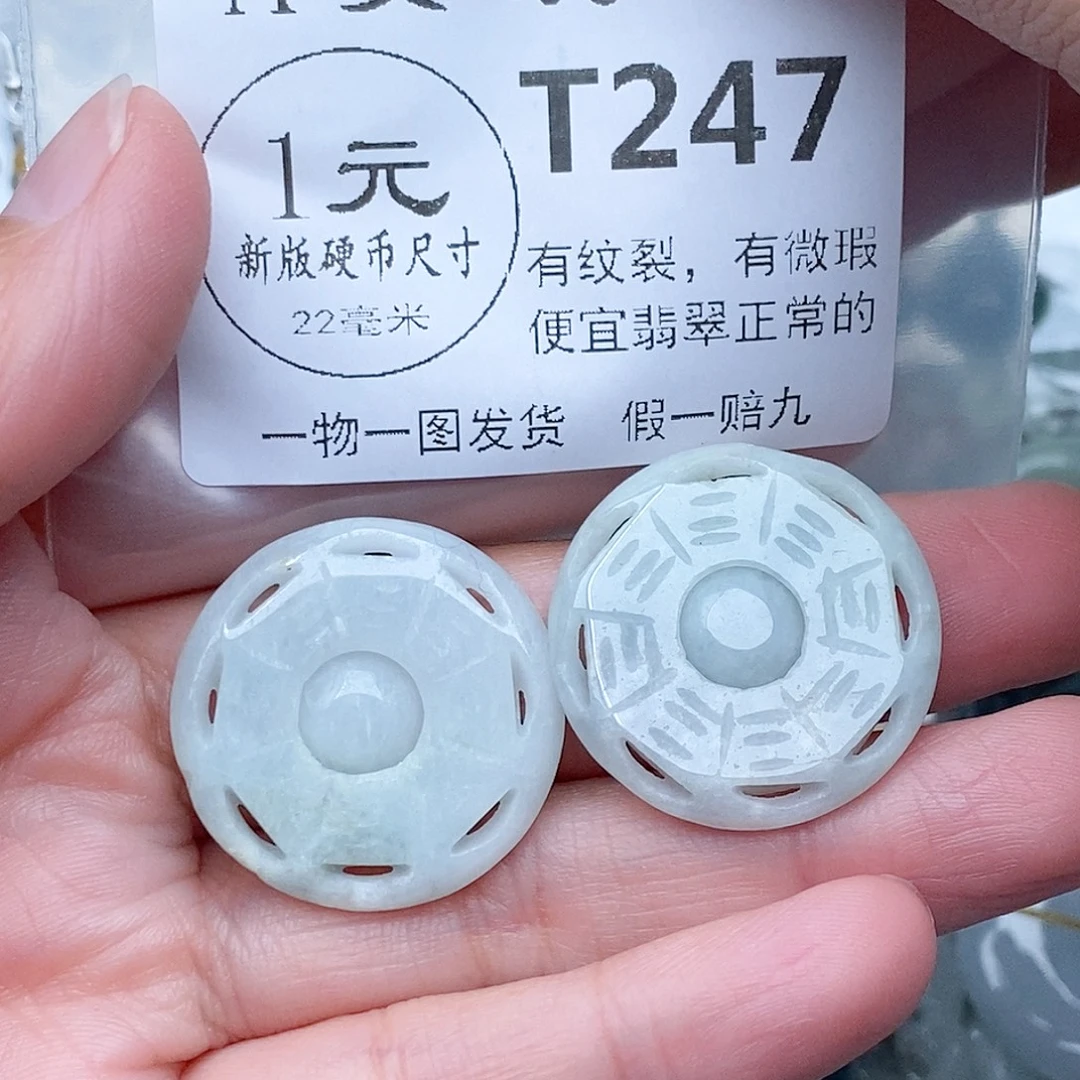 T247
1元
新版硬币尺寸
22毫米
有纹裂，有微瑕
便宜翡翠正常的
一物一图发货 假一赔九